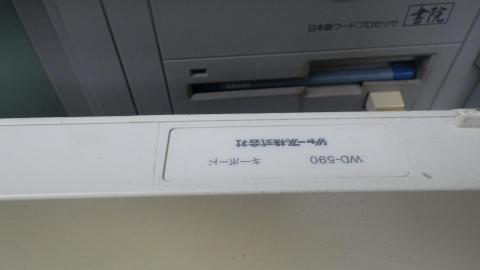 日本語ワードプロセッサ 書院
WD-590 キーボード
シャープ株式会社